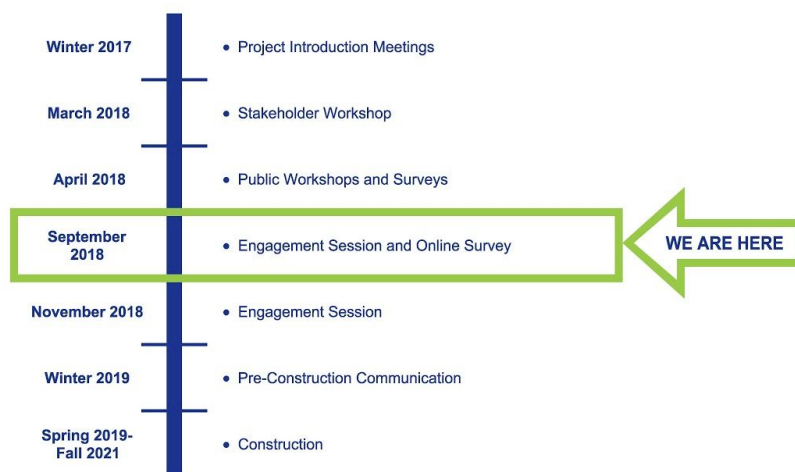 Winter 2017
• Project Introduction Meetings
March 2018
• Stakeholder Workshop
April 2018
• Public Workshops and Surveys
September
2018
• Engagement Session and Online Survey
WE ARE HERE
November 2018
• Engagement Session
Winter 2019
• Pre-Construction Communication
Spring 2019-
Fall 2021
• Construction